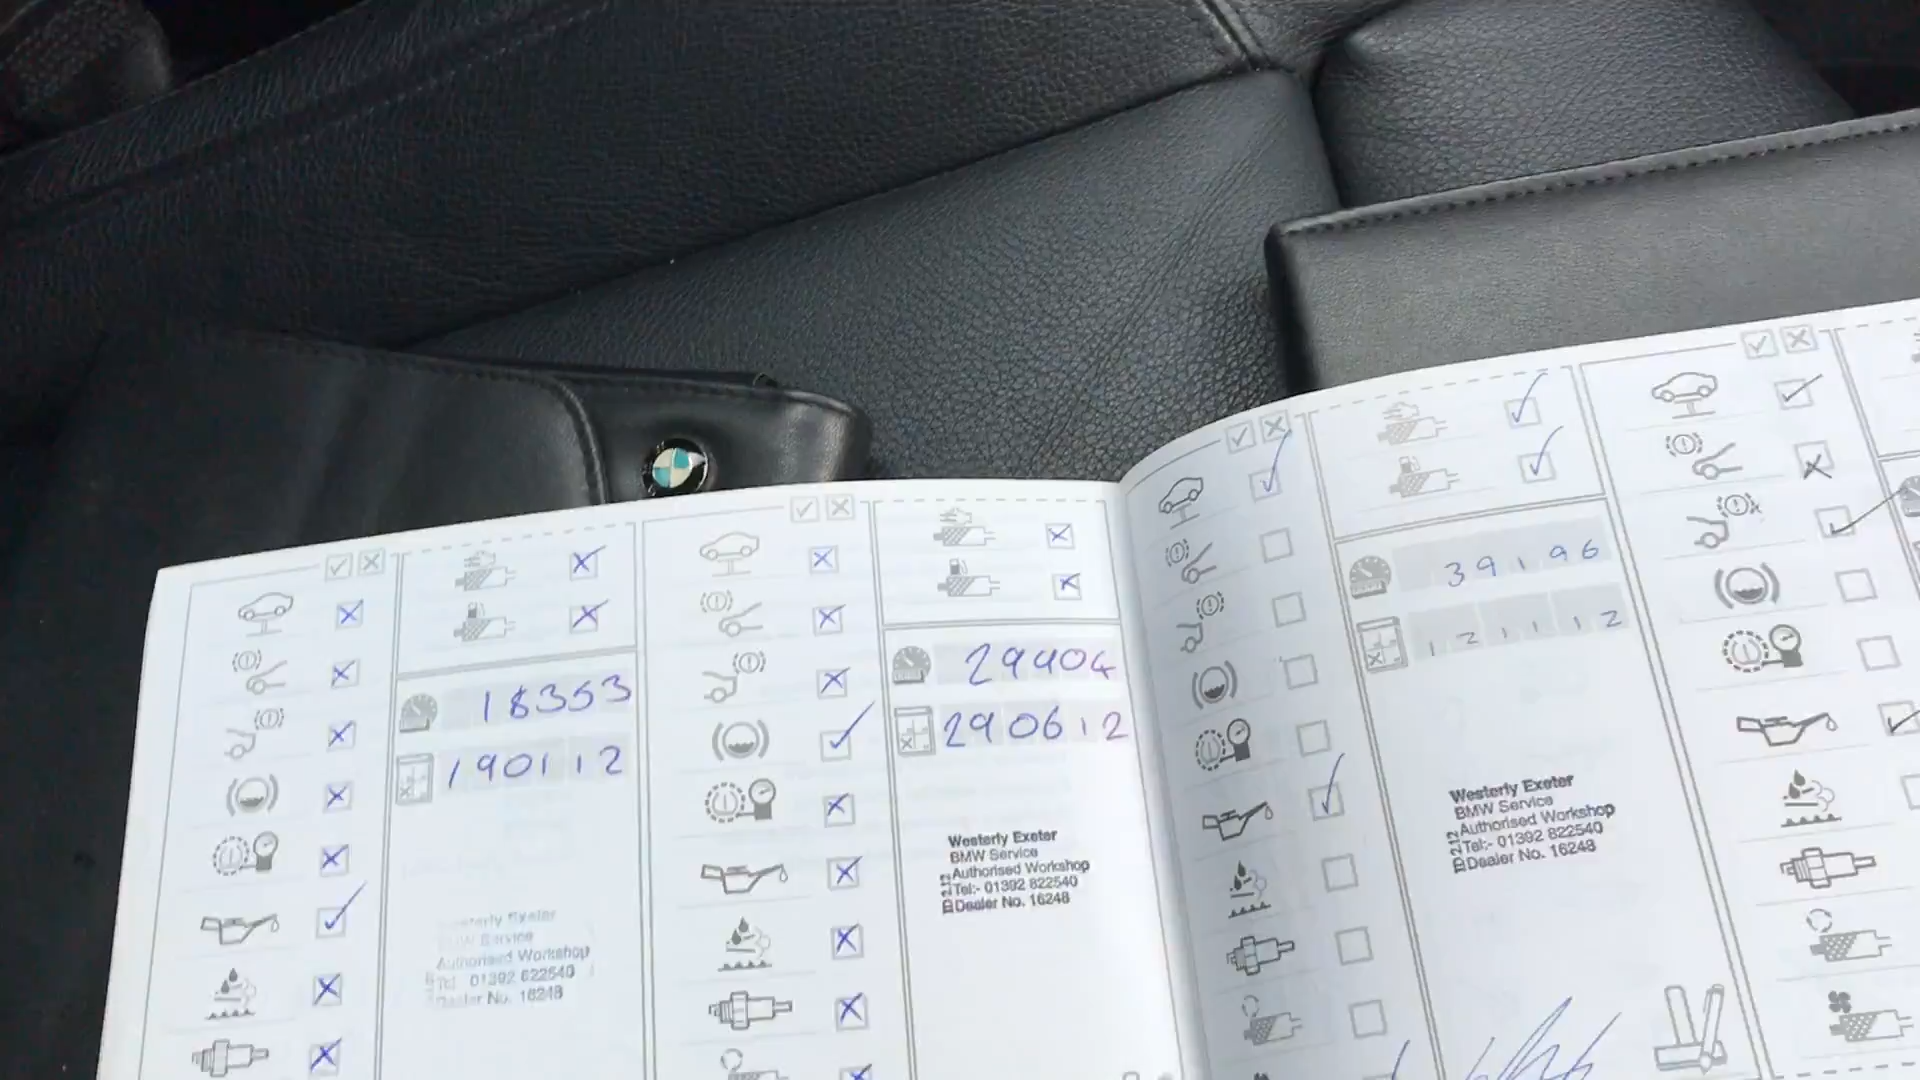 18353
190112
Westerly Exeter
BMW Service
Authorised Workshop
Tel: 01392 822540
Dealer No. 16248
29404
290612
Westerly Exeter
BMW Service
Authorised Workshop
Tel:- 01392 822540
Dealer No. 16248
39196
121112
Westerly Exeter
BMW Service
Authorised Workshop
Tel:- 01392 822540
Dealer No. 16248